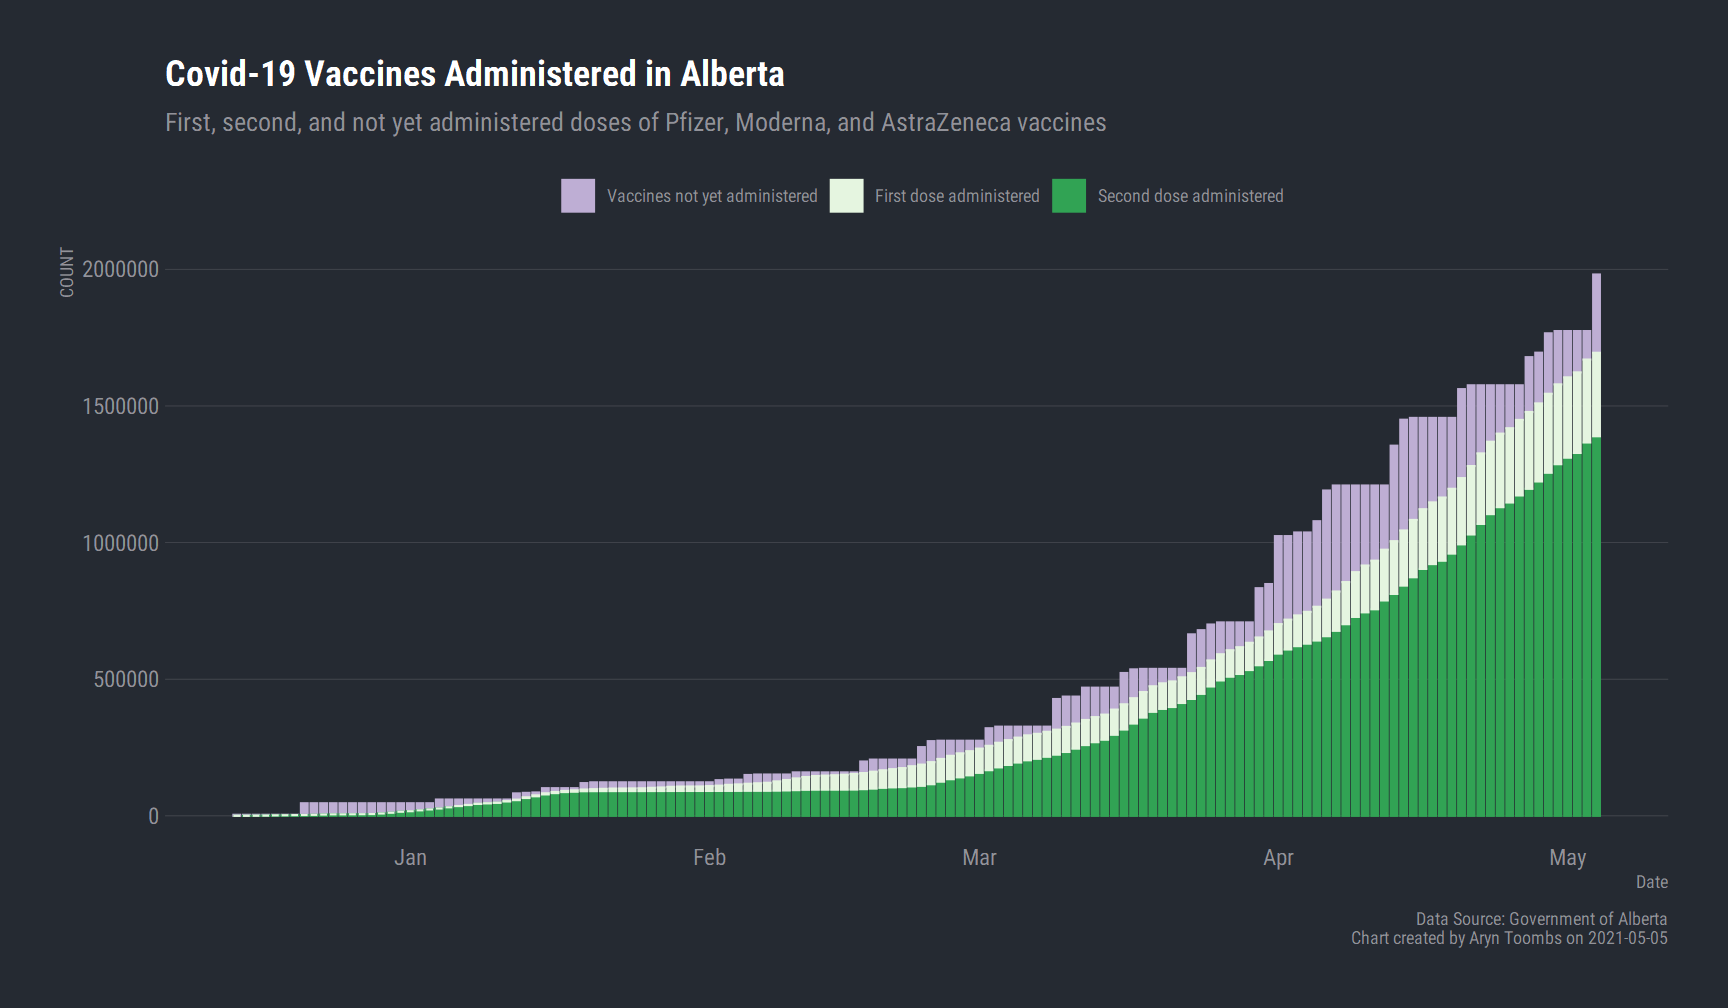 Covid-19 Vaccines Administered in Alberta
First, second, and not yet administered doses of Pfizer, Moderna, and AstraZeneca vaccines
Vaccines not yet administered
First dose administered
Second dose administered
COUNT
2000000
1500000
1000000
500000
0
Jan
Feb
Mar
Apr
May
Date
Data Source: Government of Alberta
Chart created by Aryn Toombs on 2021-05-05